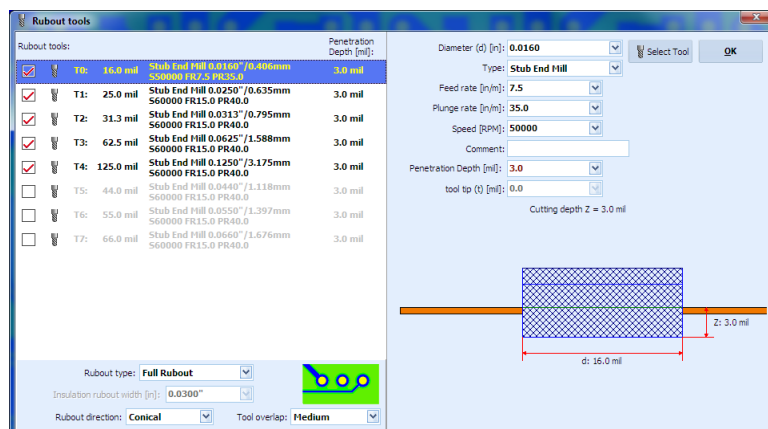 Rubout tools
Rubout tools:
Penetration
Depth [mil]:
T0: 16.0 mil Stub End Mill 0.0160"/0.406mm 3.0 mil
S50000 FR7.5 PR35.0
T1: 25.0 mil Stub End Mill 0.0250"/0.635mm 3.0 mil
S60000 FR15.0 PR40.0
T2: 31.3 mil Stub End Mill 0.0313"/0.795mm 3.0 mil
S60000 FR15.0 PR40.0
T3: 62.5 mil Stub End Mill 0.0625"/1.588mm 3.0 mil
S60000 FR15.0 PR40.0
T4: 125.0 mil Stub End Mill 0.1250"/3.175mm 3.0 mil
S60000 FR15.0 PR40.0
T5: 44.0 mil Stub End Mill 0.0440"/1.118mm 3.0 mil
S60000 FR15.0 PR40.0
T6: 55.0 mil Stub End Mill 0.0550"/1.397mm 3.0 mil
S60000 FR15.0 PR40.0
T7: 66.0 mil Stub End Mill 0.0660"/1.676mm 3.0 mil
S60000 FR15.0 PR40.0
Rubout type: Full Rubout
Insulation rubout width [in]: 0.0300"
Rubout direction: Conical Tool overlap: Medium
Diameter (d) [in]: 0.0160
Select Tool
OK
Type: Stub End Mill
Feed rate [in/m]: 7.5
Plunge rate [in/m]: 35.0
Speed [RPM]: 50000
Comment:
Penetration Depth [mil]: 3.0
tool tip (t) [mil]: 0.0
Cutting depth Z = 3.0 mil
Z: 3.0 mil
d: 16.0 mil